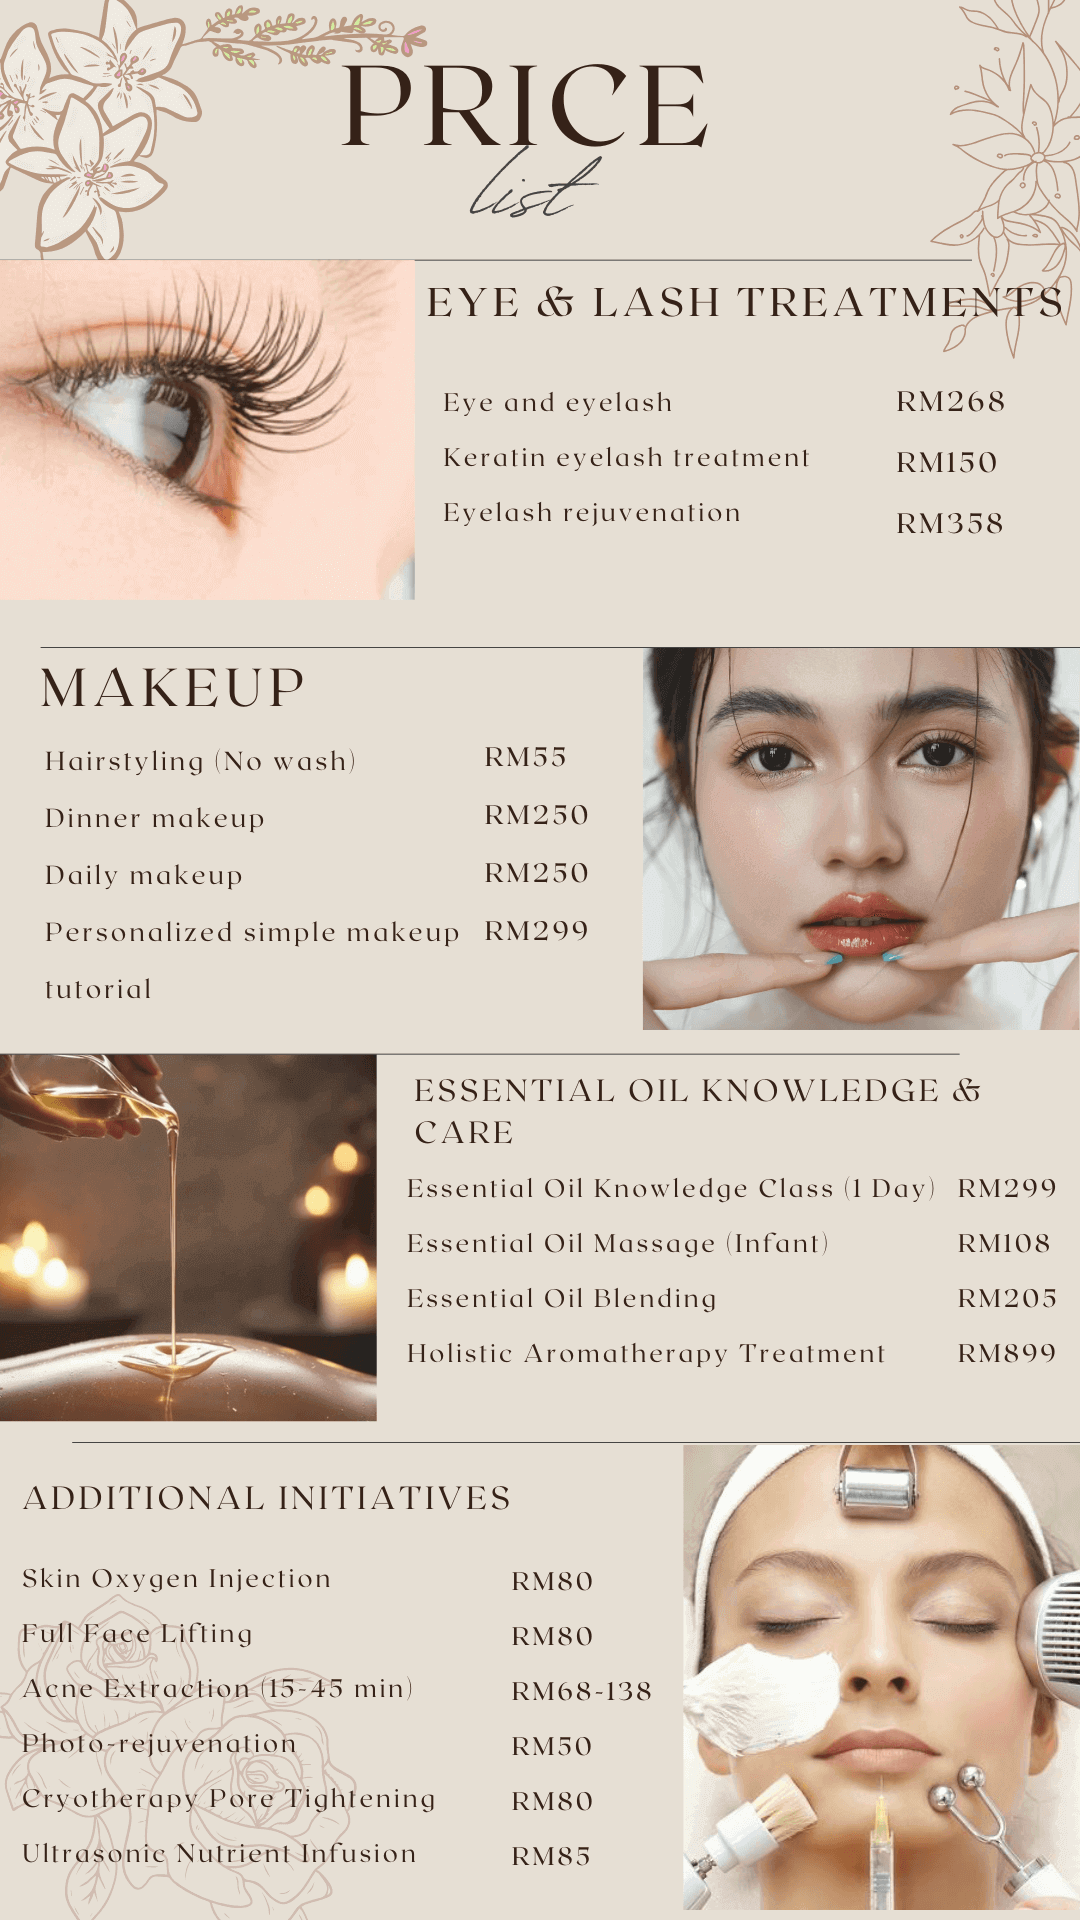 PRICE
list
EYE & LASH TREATMENTS
Eye and eyelash RM268
Keratin eyelash treatment RM150
Eyelash rejuvenation RM358
MAKEUP
Hairstyling (No wash) RM55
Dinner makeup RM250
Daily makeup RM250
Personalized simple makeup RM299
tutorial
ESSENTIAL OIL KNOWLEDGE &
CARE
Essential Oil Knowledge Class (1 Day) RM299
Essential Oil Massage (Infant) RM108
Essential Oil Blending RM205
Holistic Aromatherapy Treatment RM899
ADDITIONAL INITIATIVES
Skin Oxygen Injection RM80
Full Face Lifting RM80
Acne Extraction (15-45 min) RM68-138
Photo-rejuvenation RM50
Cryotherapy Pore Tightening RM80
Ultrasonic Nutrient Infusion RM85